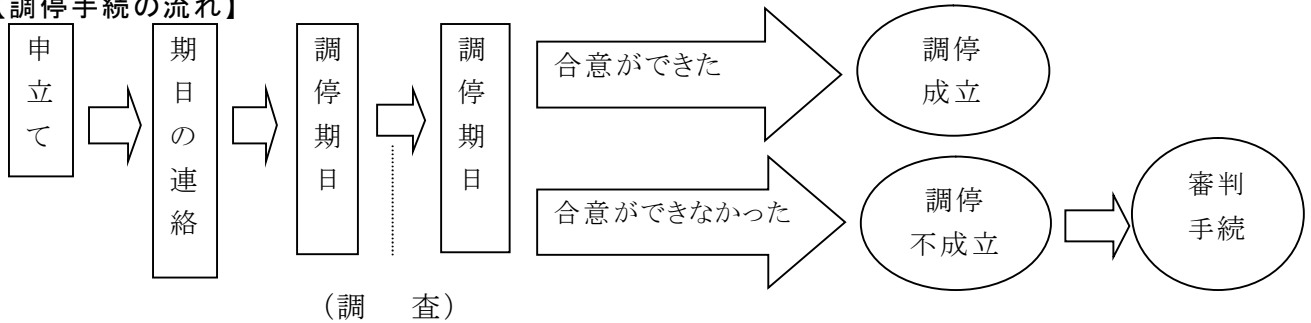 【調停手続の流れ】
申立て
期日の連絡
調停期日
調停期日
合意ができた
調停
成立
合意ができなかった
調停
不成立
審判
手続
（調　査）